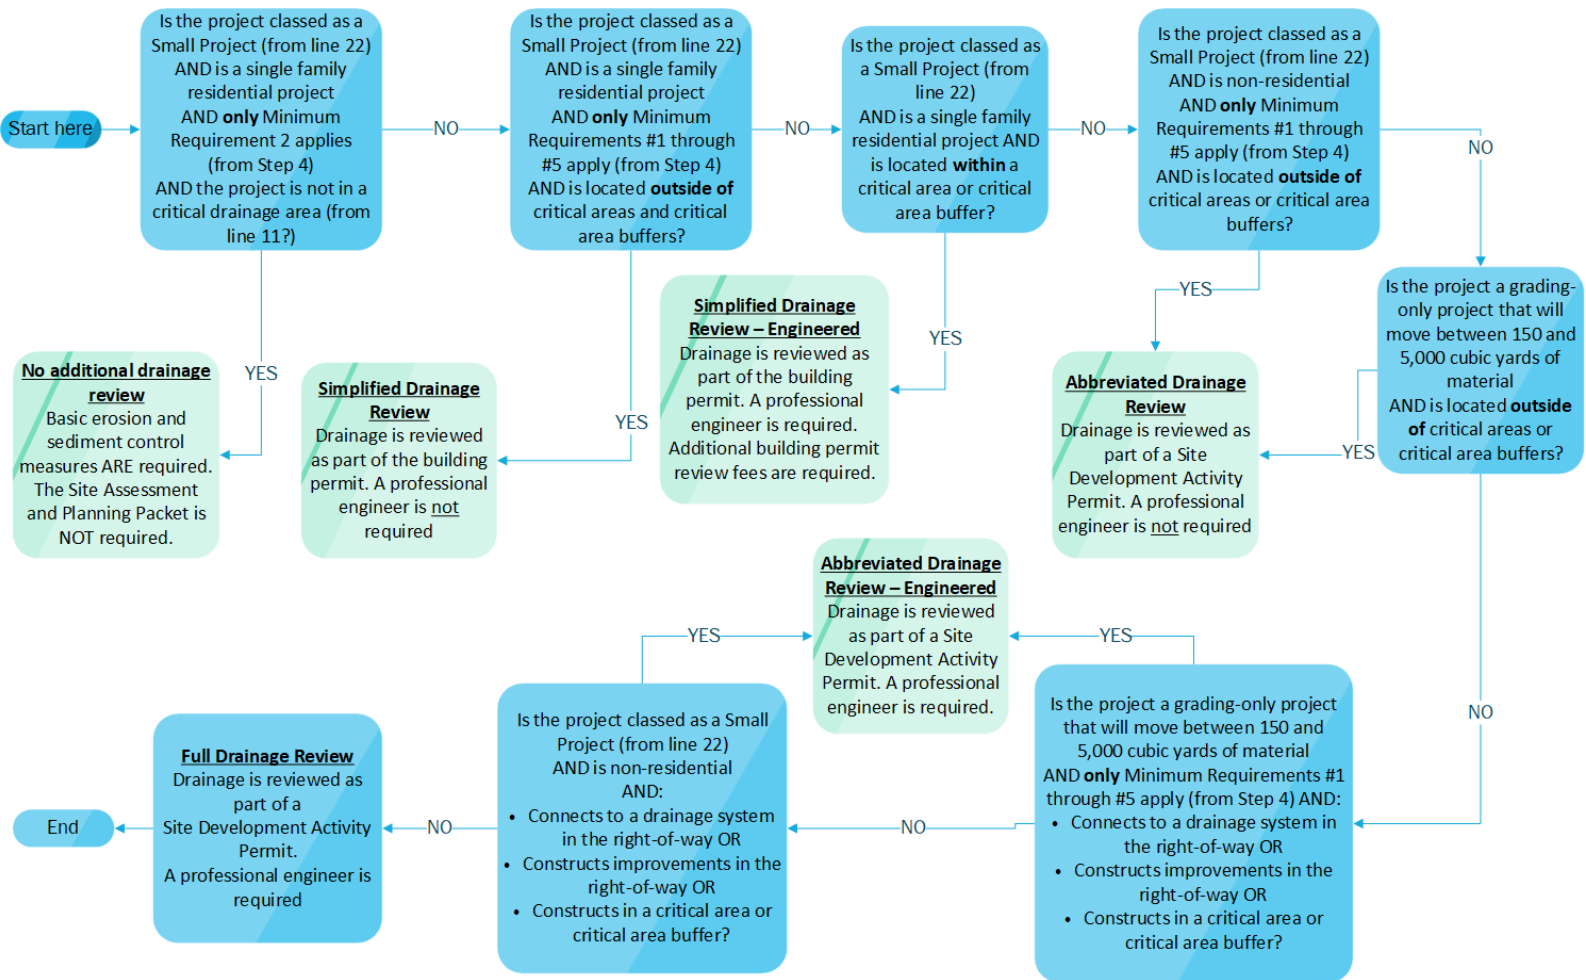 Start here
Is the project classed as a
Small Project (from line 22)
AND is a single family
residential project
AND only Minimum
Requirement 2 applies
(from Step 4)
AND the project is not in a
critical drainage area (from
line 11?)
NO
Is the project classed as a
Small Project (from line 22)
AND is a single family
residential project
AND only Minimum
Requirements #1 through
#5 apply (from Step 4)
AND is located outside of
critical areas and critical
area buffers?
NO
Is the project classed as
a Small Project (from
line 22)
AND is a single family
residential project AND
is located within a
critical area or critical
area buffer?
NO
Is the project classed as a
Small Project (from line 22)
AND is non-residential
AND only Minimum
Requirements #1 through
#5 apply (from Step 4)
AND is located outside of
critical areas or critical area
buffers?
NO
YES
No additional drainage
review
Basic erosion and
sediment control
measures ARE required.
The Site Assessment
and Planning Packet is
NOT required.
YES
Simplified Drainage
Review
Drainage is reviewed
as part of the building
permit. A professional
engineer is not
required
YES
Simplified Drainage
Review – Engineered
Drainage is reviewed as
part of the building
permit. A professional
engineer is required.
Additional building permit
review fees are required.
YES
YES
Abbreviated Drainage
Review
Drainage is reviewed as
part of a Site
Development Activity
Permit. A professional
engineer is not required
YES
Is the project a grading-
only project that will
move between 150 and
5,000 cubic yards of
material
AND is located outside
of critical areas or
critical area buffers?
NO
Abbreviated Drainage
Review – Engineered
Drainage is reviewed
as part of a Site
Development Activity
Permit. A professional
engineer is required.
YES
YES
Is the project a grading-only project
that will move between 150 and
5,000 cubic yards of material
AND only Minimum Requirements #1
through #5 apply (from Step 4) AND:
• Connects to a drainage system in
the right-of-way OR
• Constructs improvements in the
right-of-way OR
• Constructs in a critical area or
critical area buffer?
NO
Is the project classed as a Small
Project (from line 22)
AND is non-residential
AND:
• Connects to a drainage system
in the right-of-way OR
• Constructs improvements in the
right-of-way OR
• Constructs in a critical area or
critical area buffer?
NO
Full Drainage Review
Drainage is reviewed as
part of a
Site Development Activity
Permit.
A professional engineer is
required
End